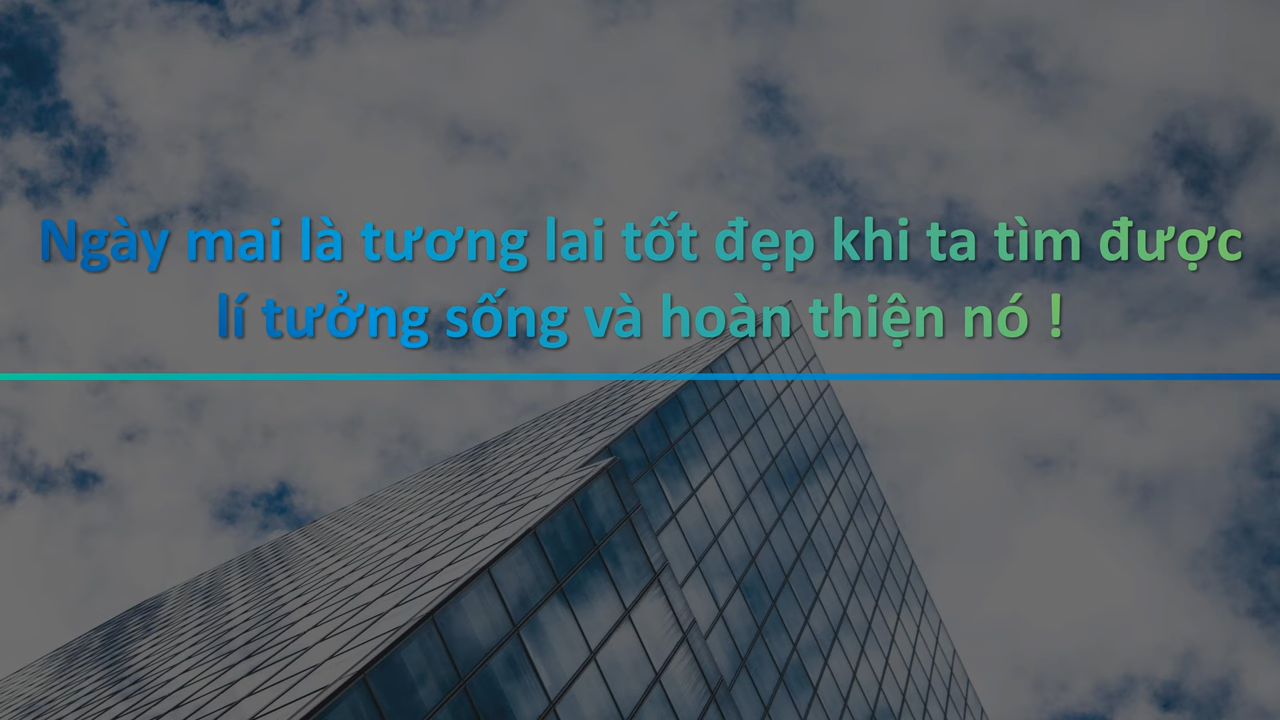 Ngày mai là tương lai tốt đẹp khi ta tìm được
lí tưởng sống và hoàn thiện nó !